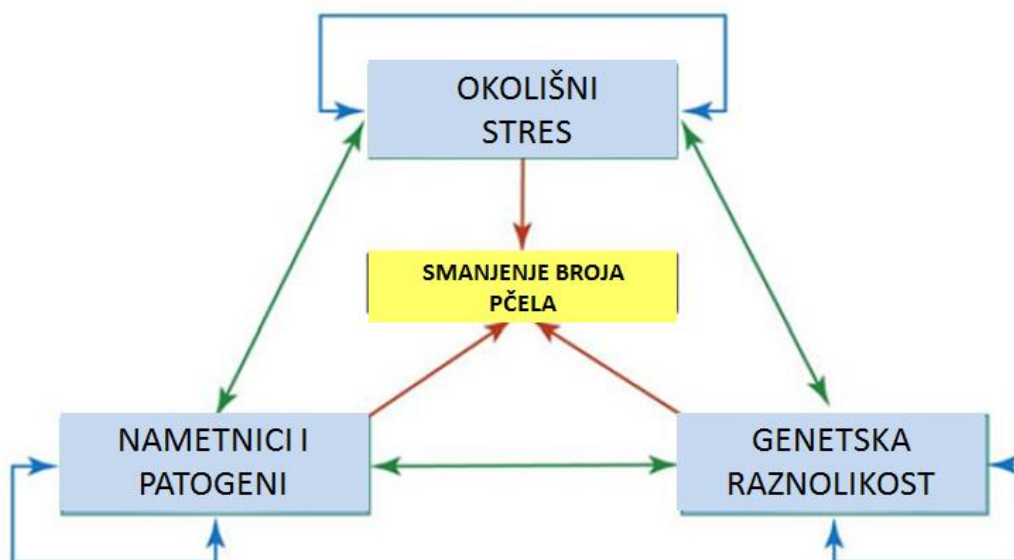 OKOLIŠNI
STRES
SMANJENJE BROJA
PČELA
NAMETNICI I
PATOGENI
GENETSKA
RAZNOLIKOST